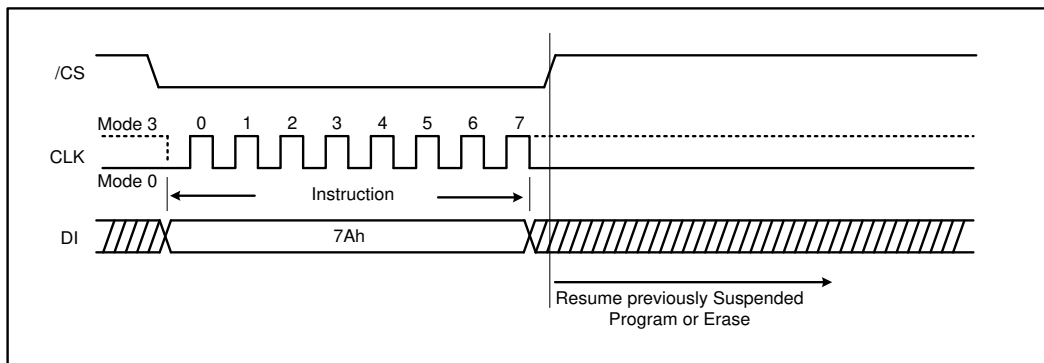 /CS
Mode 3
0 1 2 3 4 5 6 7
CLK
Mode 0
Instruction
DI
7Ah
Resume previously Suspended
Program or Erase